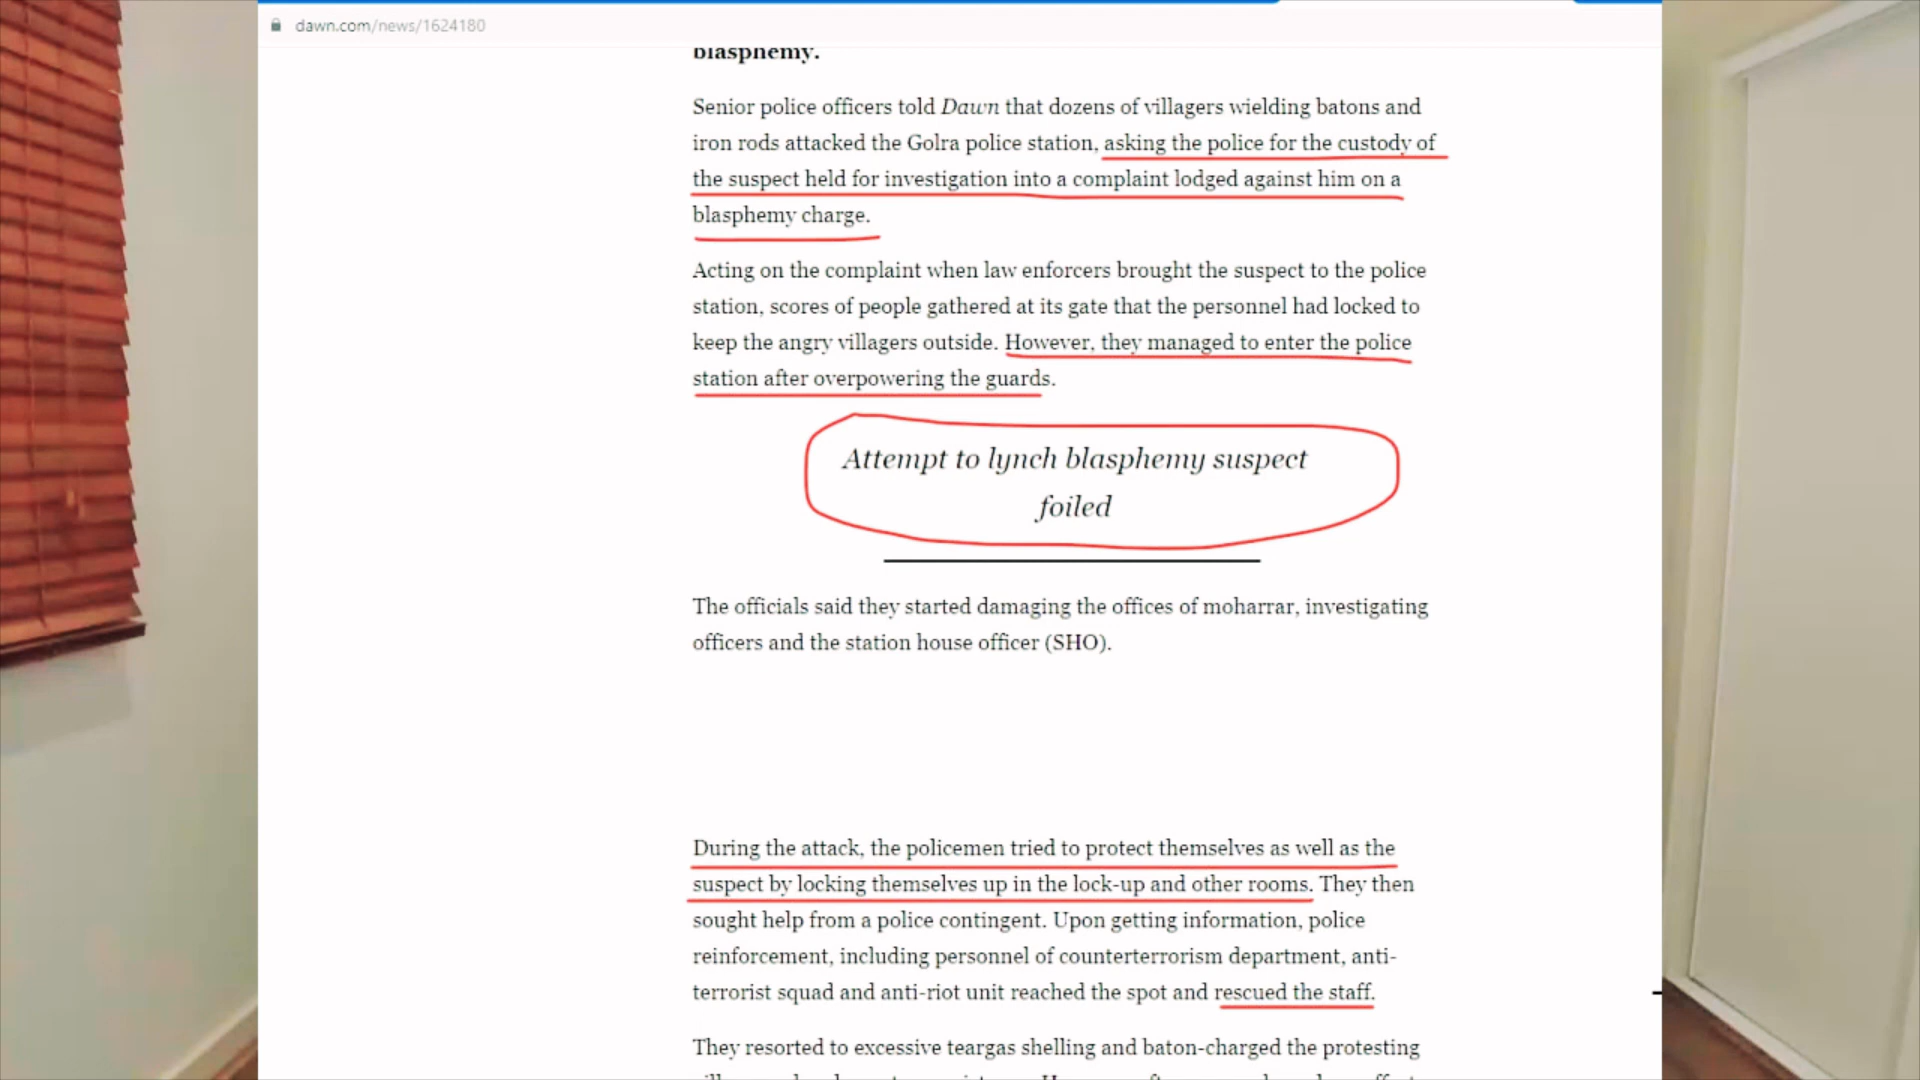 dawn.com/news/1624180
blasphemy.
Senior police officers told Dawn that dozens of villagers wielding batons and
iron rods attacked the Golra police station, asking the police for the custody of
the suspect held for investigation into a complaint lodged against him on a
blasphemy charge.
Acting on the complaint when law enforcers brought the suspect to the police
station, scores of people gathered at its gate that the personnel had locked to
keep the angry villagers outside. However, they managed to enter the police
station after overpowering the guards.
Attempt to lynch blasphemy suspect
foiled
The officials said they started damaging the offices of moharrar, investigating
officers and the station house officer (SHO).
During the attack, the policemen tried to protect themselves as well as the
suspect by locking themselves up in the lock-up and other rooms. They then
sought help from a police contingent. Upon getting information, police
reinforcement, including personnel of counterterrorism department, anti-
terrorist squad and anti-riot unit reached the spot and rescued the staff.
They resorted to excessive teargas shelling and baton-charged the protesting